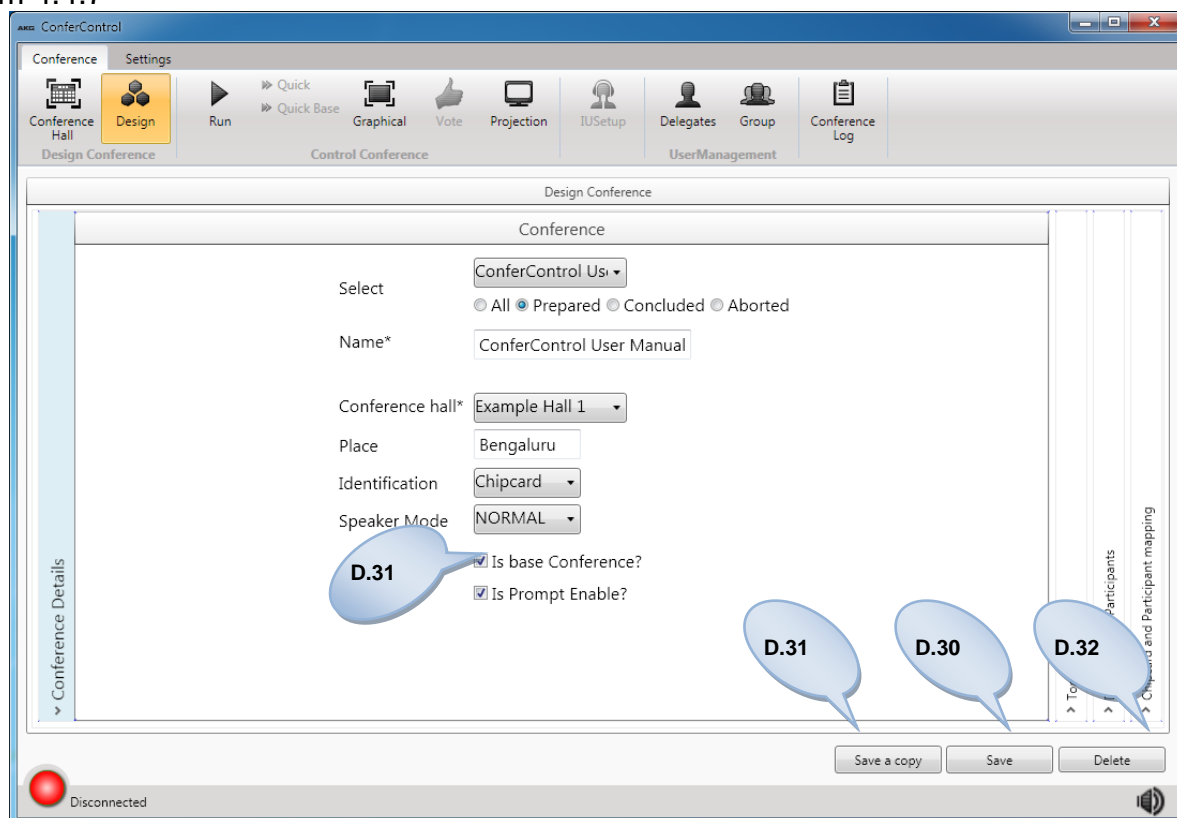 AKG ConferControl
Conference Settings
Conference Hall
Design
Run
Quick
Quick Base
Graphical
Vote
Projection
IUSetup
Delegates
Group
Conference Log
Design Conference
Control Conference
UserManagement
Design Conference
Conference
Select
ConferControl Us
All Prepared Concluded Aborted
Name*
ConferControl User Manual
Conference hall*
Example Hall 1
Place
Bengaluru
Identification
Chipcard
Speaker Mode
NORMAL
D.31
Is base Conference?
Is Prompt Enable?
Conference Details
Participants
Chipcard and Participant mapping
D.31
D.30
D.32
Save a copy
Save
Delete
Disconnected